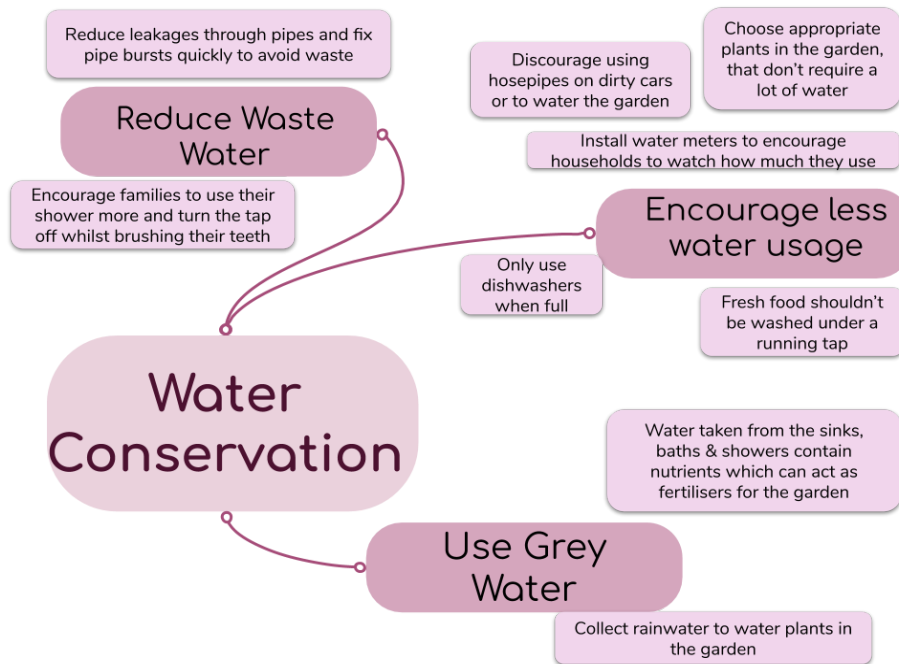 Reduce leakages through pipes and fix
pipe bursts quickly to avoid waste
Reduce Waste
Water
Encourage families to use their
shower more and turn the tap
off whilst brushing their teeth
Discourage using
hosepipes on dirty cars
or to water the garden
Choose appropriate
plants in the garden,
that don't require a
lot of water
Install water meters to encourage
households to watch how much they use
Encourage less
water usage
Only use
dishwashers
when full
Fresh food shouldn't
be washed under a
running tap
Water
Conservation
Water taken from the sinks,
baths & showers contain
nutrients which can act as
fertilisers for the garden
Use Grey
Water
Collect rainwater to water plants in
the garden